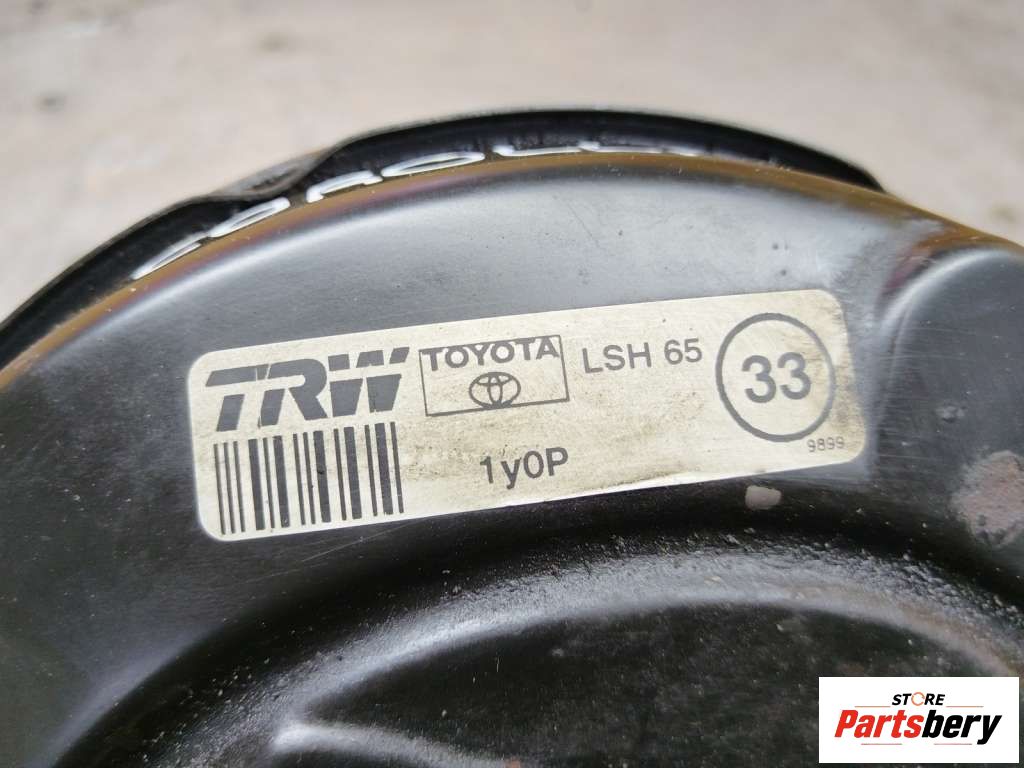 TRW
TOYOTA
LSH 65
33
9899
1y0P
STORE
Partsbery